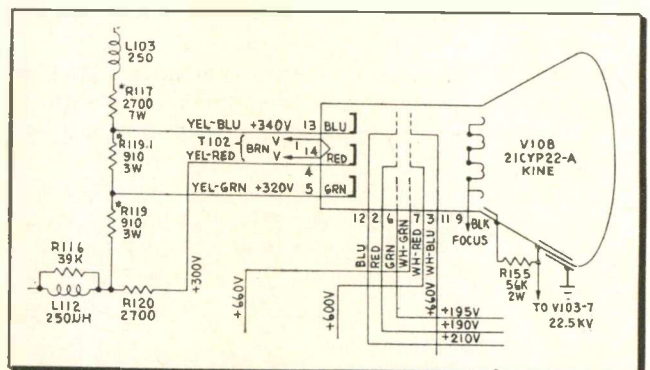 L103
250
*R117
2700
7W
YEL-BLU +340V 13 BLU
T102 BRN V 1 V
YEL-RED 14 RED
4
*R119.1
910
3W
YEL-GRN +320V 5 GRN
*R119
910
3W
V108
21CYP22-A
KINE
12 2 6 7 3 11 9
BLU
RED
GRN
WH-GRN
WH-RED
WH-BLU
BLK
FOCUS
R116
39K
L112
250µH
R120
2700
+300V
+660V
+600V
+660V
+195V
+190V
+210V
R155
56K
2W
TO V103-7
22.5KV